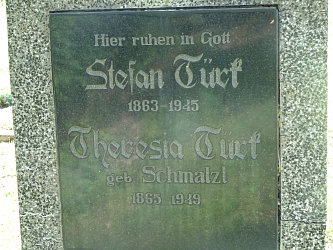 Hier ruhen in Gott
Stefan Türk
1863-1945
Theresia Türk
geb Schmalzl
1865 1949